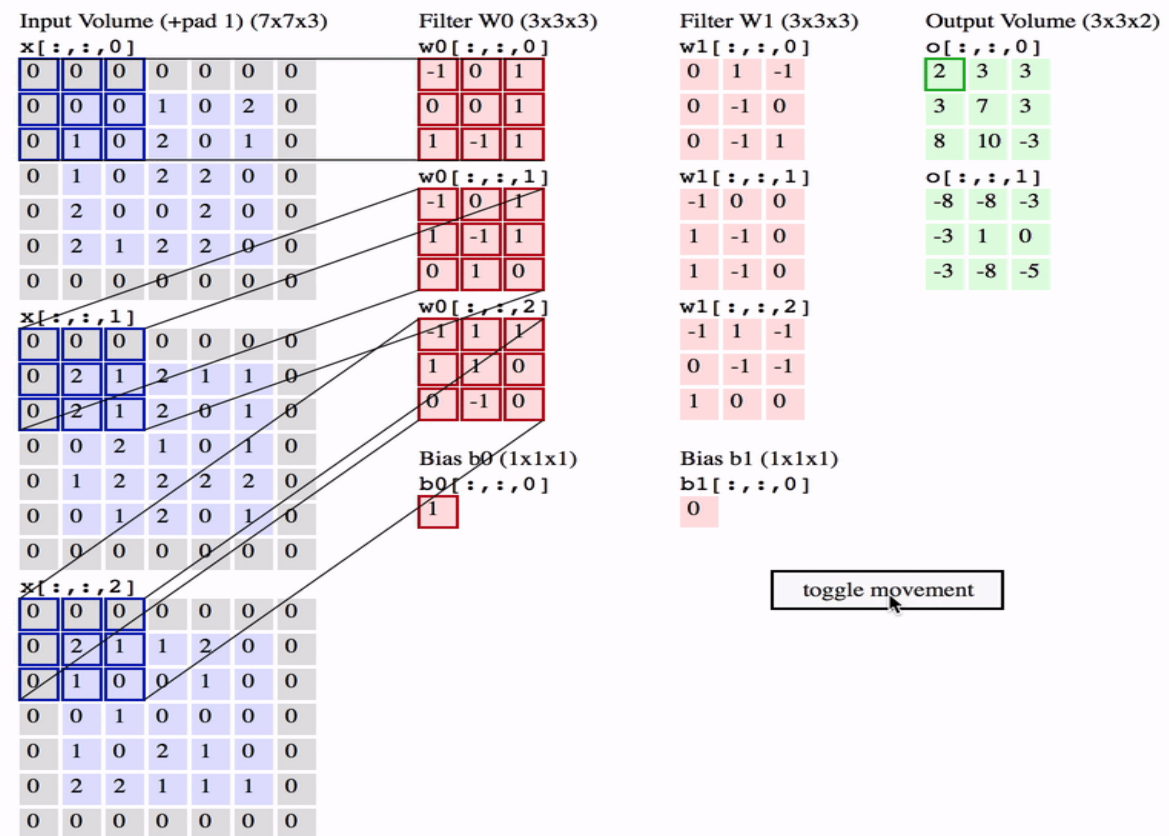 Input Volume (+pad 1) (7x7x3)
x[:,:,0]
0 0 0 0 0 0 0
0 0 0 1 0 2 0
0 1 0 2 0 1 0
0 1 0 2 2 0 0
0 2 0 0 2 0 0
0 2 1 2 2 0 0
0 0 0 0 0 0 0
x[:,:,1]
0 0 0 0 0 0 0
0 2 1 2 1 1 0
0 2 1 2 0 1 0
0 0 2 1 0 1 0
0 1 2 2 2 2 0
0 0 1 2 0 1 0
0 0 0 0 0 0 0
x[:,:,2]
0 0 0 0 0 0 0
0 2 1 1 2 0 0
0 1 0 0 1 0 0
0 0 1 0 0 0 0
0 1 0 2 1 0 0
0 2 2 1 1 1 0
0 0 0 0 0 0 0
Filter W0 (3x3x3)
w0[:,:,0]
-1 0 1
0 0 1
1 -1 1
w0[:,:,1]
-1 0 1
1 -1 1
0 1 0
w0[:,:,2]
-1 1 1
1 1 0
0 -1 0
Bias b0 (1x1x1)
b0[:,:,0]
1
Filter W1 (3x3x3)
w1[:,:,0]
0 1 -1
0 -1 0
0 -1 1
w1[:,:,1]
-1 0 0
1 -1 0
1 -1 0
w1[:,:,2]
-1 1 -1
0 -1 -1
1 0 0
Bias b1 (1x1x1)
b1[:,:,0]
0
Output Volume (3x3x2)
o[:,:,0]
2 3 3
3 7 3
8 10 -3
o[:,:,1]
-8 -8 -3
-3 1 0
-3 -8 -5
toggle movement